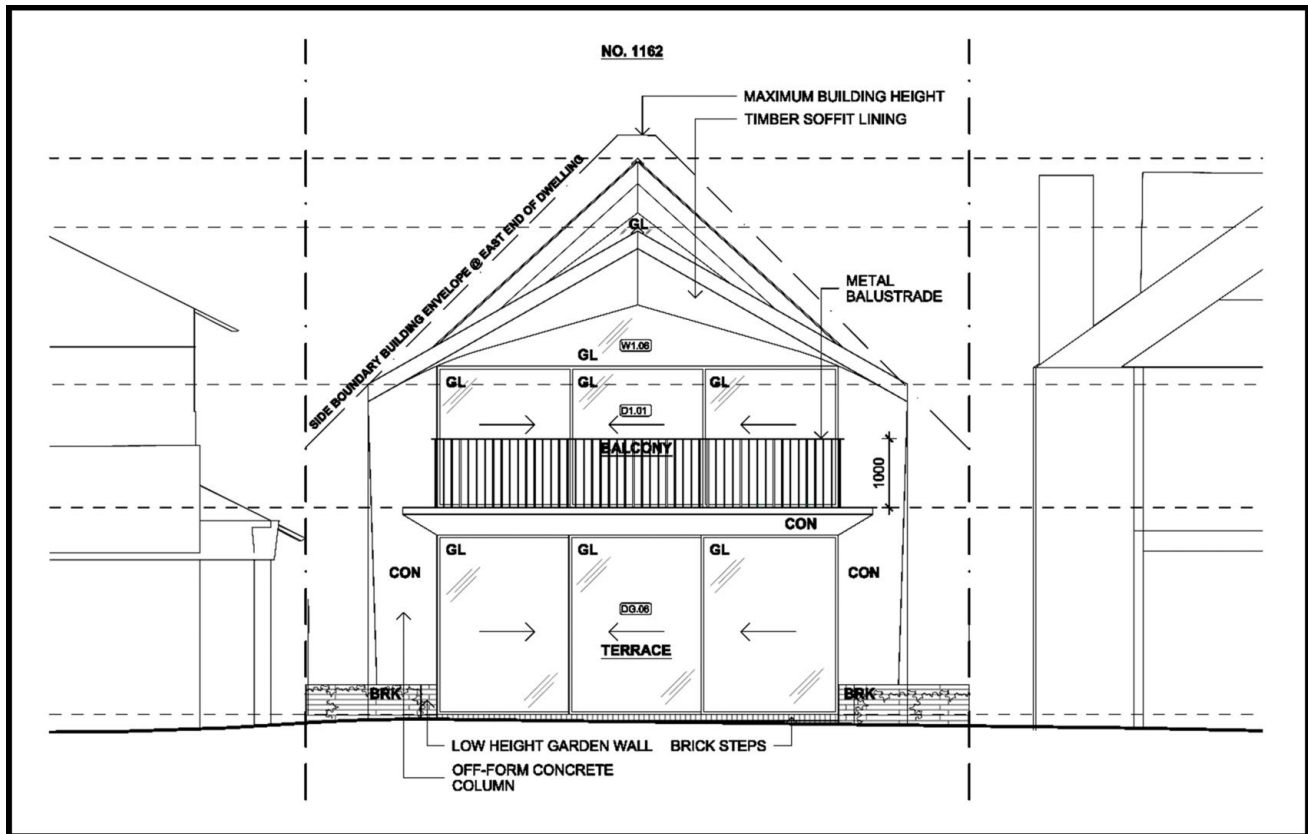 NO. 1162
MAXIMUM BUILDING HEIGHT
TIMBER SOFFIT LINING
SIDE BOUNDARY BUILDING ENVELOPE @ EAST END OF DWELLING
GL
METAL
BALUSTRADE
W1.06
GL
GL GL GL
D1.01
BALCONY
1000
CON
GL GL GL
CON CON
DG.06
TERRACE
BRK BRK
LOW HEIGHT GARDEN WALL BRICK STEPS
OFF-FORM CONCRETE
COLUMN